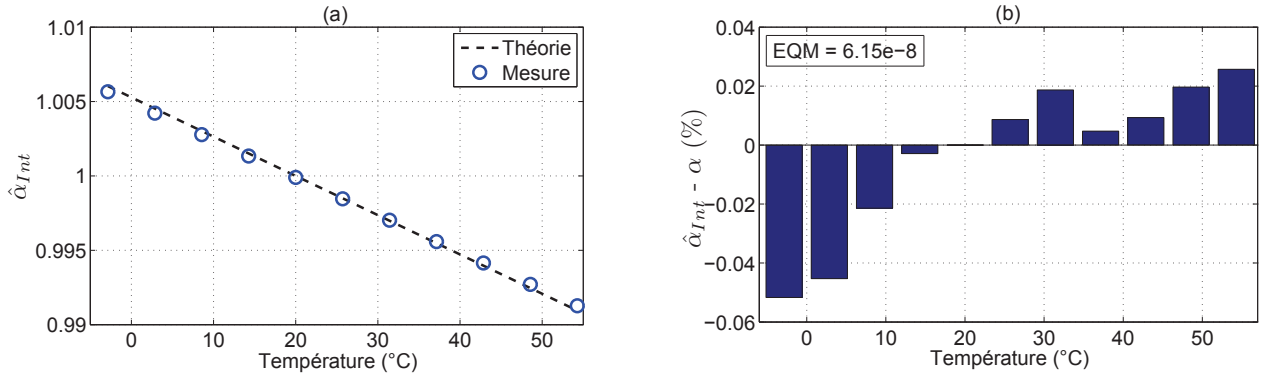 (a)
1.01
1.005
1
0.995
0.99
α̂_Int
Théorie
Mesure
0 10 20 30 40 50
Température (°C)
(b)
0.04
0.02
0
−0.02
−0.04
−0.06
α̂_Int - α (%)
EQM = 6.15e−8
0 10 20 30 40 50
Température (°C)